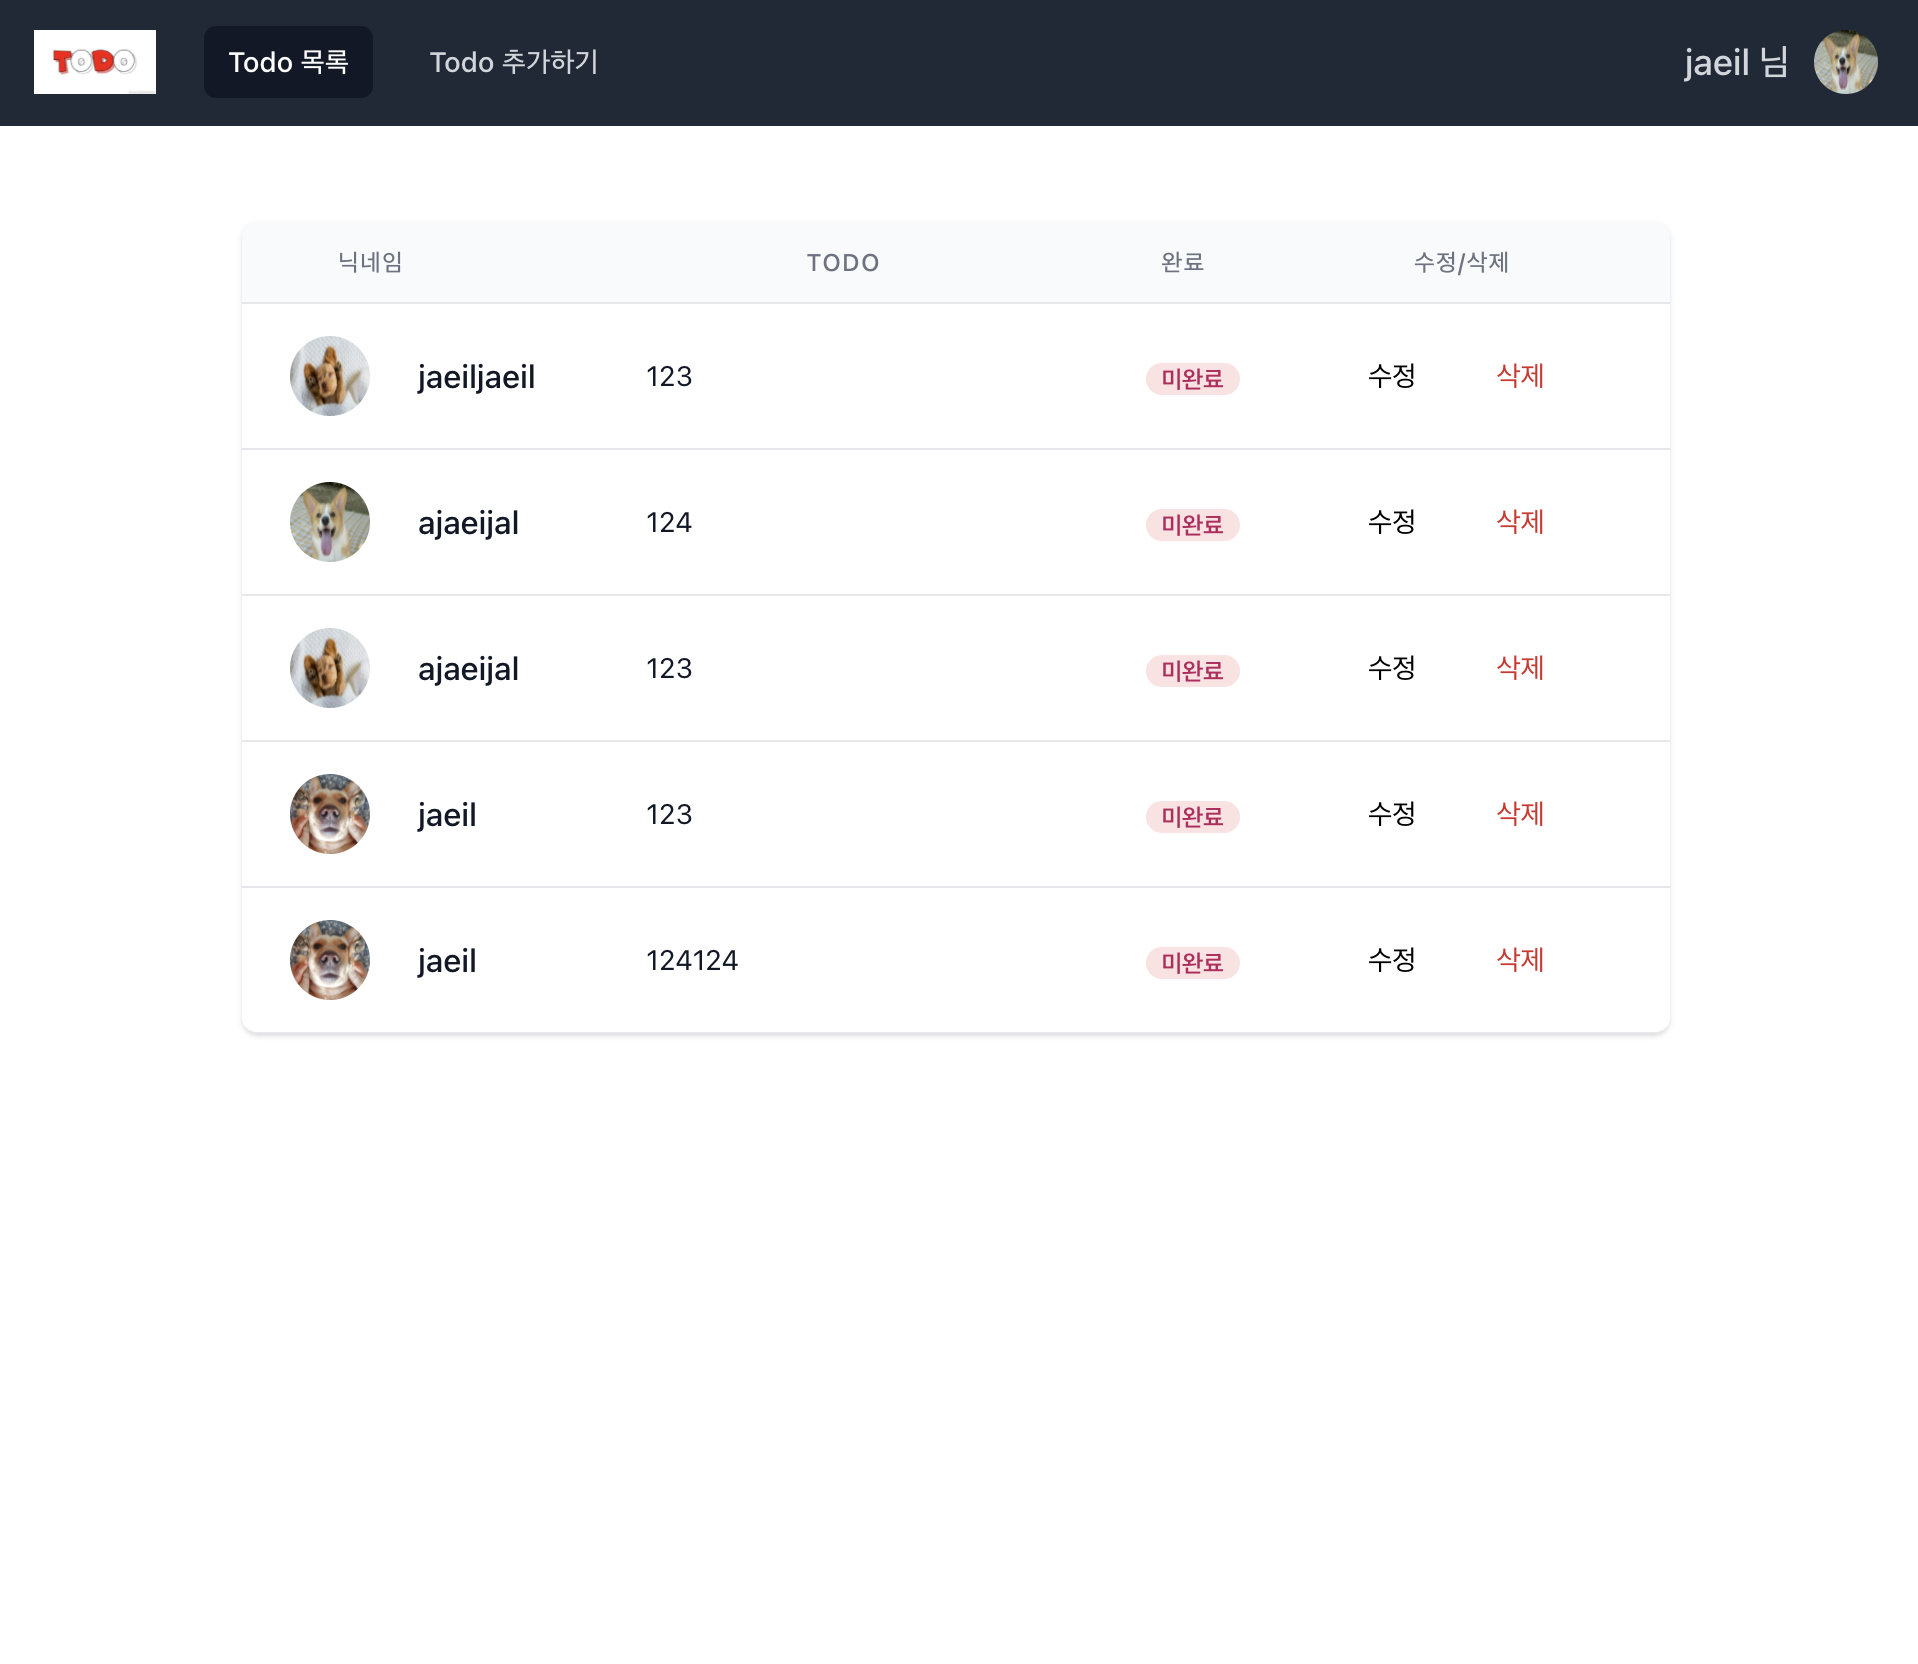 TODO Todo 목록 Todo 추가하기 jaeil 님
닉네임 TODO 완료 수정/삭제
jaeiljaeil 123 미완료 수정 삭제
ajaeijal 124 미완료 수정 삭제
ajaeijal 123 미완료 수정 삭제
jaeil 123 미완료 수정 삭제
jaeil 124124 미완료 수정 삭제